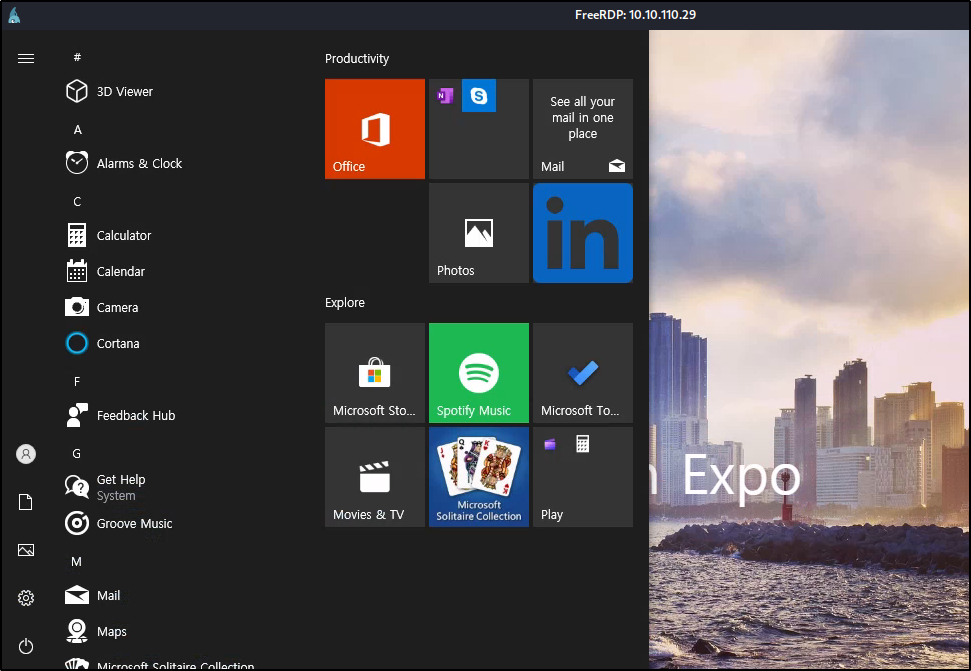 FreeRDP: 10.10.110.29
#
3D Viewer
A
Alarms & Clock
C
Calculator
Calendar
Camera
Cortana
F
Feedback Hub
G
Get Help
System
Groove Music
M
Mail
Maps
Microsoft Solitaire Collection
Productivity
Office
N
S
See all your
mail in one
place
Mail
Photos
in
Explore
Microsoft Sto...
Spotify Music
Microsoft To...
Movies & TV
J
Q
K
Microsoft
Solitaire Collection
Play
n Expo